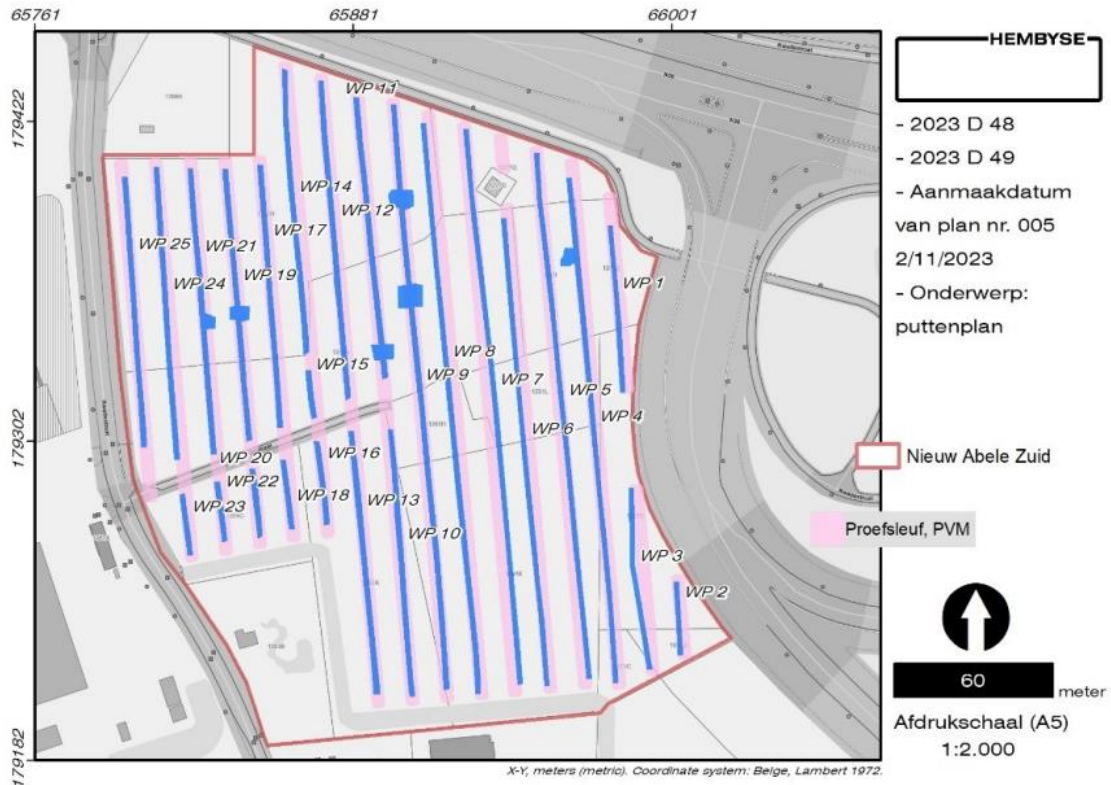 65761
65881
66001
179422
179302
179182
WP 11
WP 14
WP 12
WP 17
WP 25
WP 21
WP 24
WP 19
WP 1
WP 8
WP 15
WP 9
WP 7
WP 5
WP 4
WP 6
WP 20
WP 16
WP 22
WP 23
WP 18
WP 13
WP 10
WP 3
WP 2
HEMBYSE
- 2023 D 48
- 2023 D 49
- Aanmaakdatum
van plan nr. 005
2/11/2023
- Onderwerp:
puttenplan
Nieuw Abele Zuid
Proefsleuf, PVM
60
meter
Afdrukschaal (A5)
1:2.000
X-Y, meters (metric). Coordinate system: Belge, Lambert 1972.